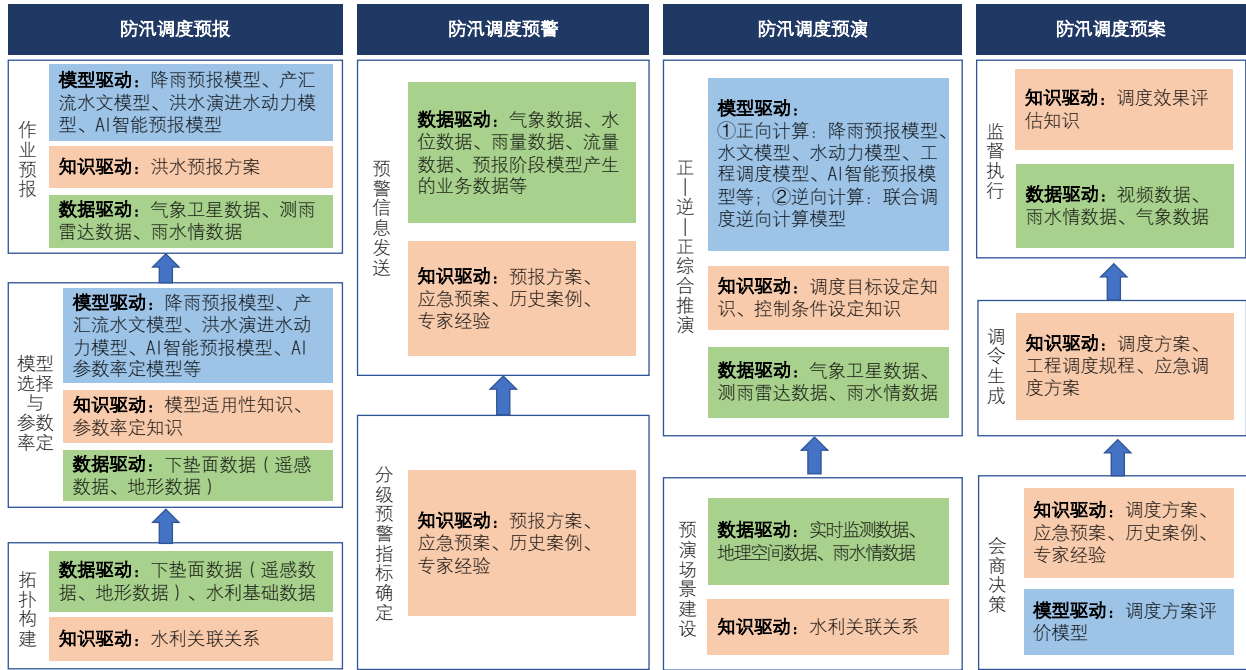 防汛调度预报
作业预报
模型驱动：降雨预报模型、产汇
流水文模型、洪水演进水动力模
型、AI智能预报模型
知识驱动：洪水预报方案
数据驱动：气象卫星数据、测雨
雷达数据、雨水情数据
模型
选择
与
参数
率定
模型驱动：降雨预报模型、产
汇流水文模型、洪水演进水动
力模型、AI智能预报模型、AI
参数率定模型等
知识驱动：模型适用性知识、
参数率定知识
数据驱动：下垫面数据（遥感
数据、地形数据）
拓扑构建
数据驱动：下垫面数据（遥感数
据、地形数据）、水利基础数据
知识驱动：水利关联关系
防汛调度预警
预警信息发送
数据驱动：气象数据、水
位数据、雨量数据、流量
数据、预报阶段模型产生
的业务数据等
知识驱动：预报方案、
应急预案、历史案例、
专家经验
分级预警指标确定
知识驱动：预报方案、
应急预案、历史案例、
专家经验
防汛调度预演
正—逆—正综合推演
模型驱动：
①正向计算：降雨预报模型、
水文模型、水动力模型、工
程调度模型、AI智能预报模
型等；②逆向计算：联合调
度逆向计算模型
知识驱动：调度目标设定知
识、控制条件设定知识
数据驱动：气象卫星数据、
测雨雷达数据、雨水情数据
预演场景建设
数据驱动：实时监测数据、
地理空间数据、雨水情数据
知识驱动：水利关联关系
防汛调度预案
监督执行
知识驱动：调度效果评
估知识
数据驱动：视频数据、
雨水情数据、气象数据
调令生成
知识驱动：调度方案、
工程调度规程、应急调
度方案
会商决策
知识驱动：调度方案、
应急预案、历史案例、
专家经验
模型驱动：调度方案评
价模型